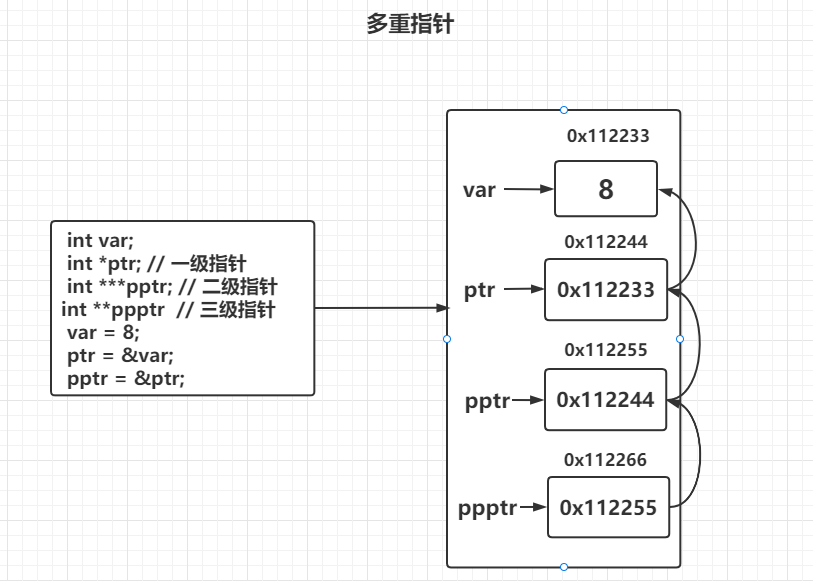 多重指针
int var;
int *ptr; // 一级指针
int ***pptr; // 二级指针
int **ppptr // 三级指针
var = 8;
ptr = &var;
pptr = &ptr;
0x112233
var
8
0x112244
ptr
0x112233
0x112255
pptr
0x112244
0x112266
ppptr
0x112255